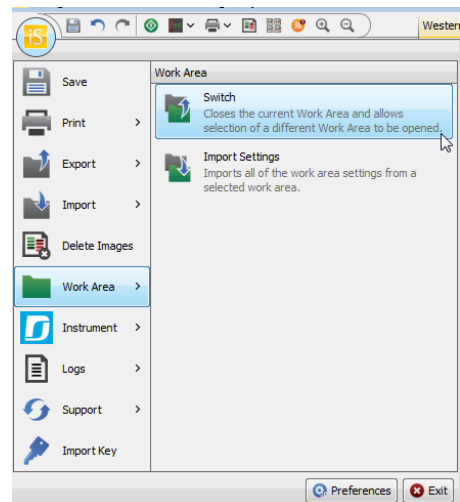 iS
Western
Save
Print
Export
Import
Delete Images
Work Area
Instrument
Logs
Support
Import Key
Work Area
Switch
Closes the current Work Area and allows
selection of a different Work Area to be opened.
Import Settings
Imports all of the work area settings from a
selected work area.
Preferences
Exit